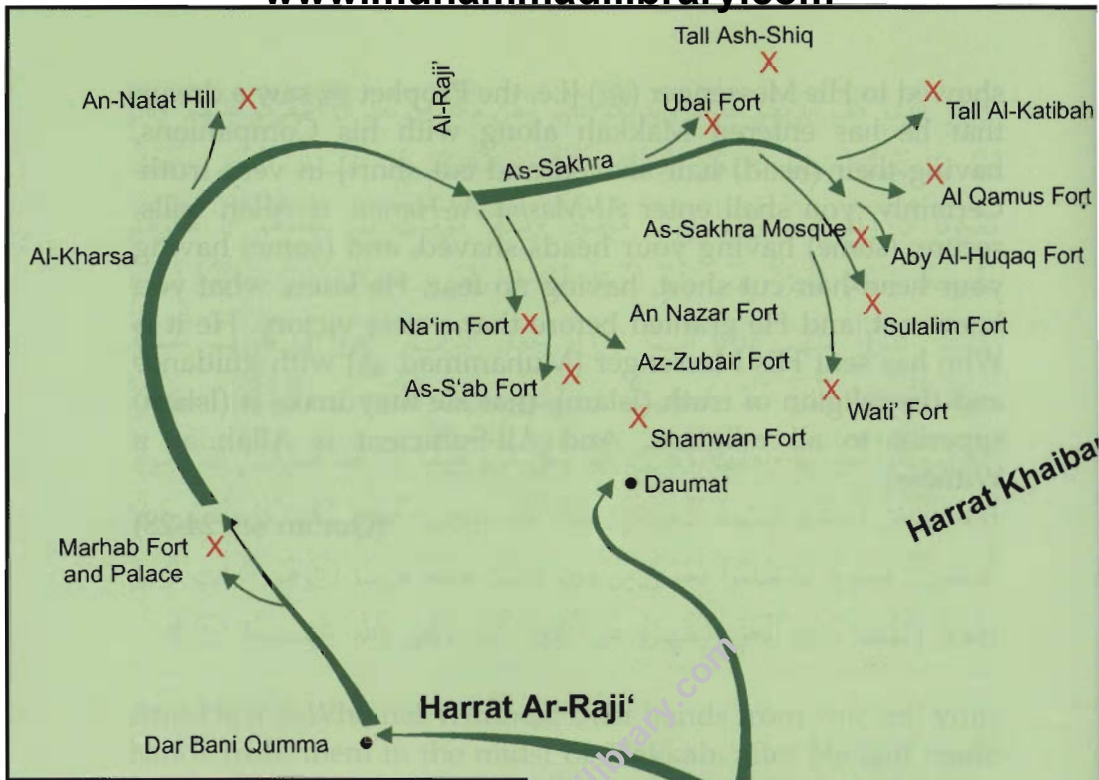 www.muhammadlibrary.com
Tall Ash-Shiq
An-Natat Hill
Al-Raji'
Ubai Fort
Tall Al-Katibah
As-Sakhra
Al Qamus Fort
As-Sakhra Mosque
Al-Kharsa
Aby Al-Huqaq Fort
An Nazar Fort
Na'im Fort
Sulalim Fort
Az-Zubair Fort
As-S'ab Fort
Wati' Fort
Shamwan Fort
Daumat
Harrat Khaibar
Marhab Fort
and Palace
Harrat Ar-Raji'
Dar Bani Qumma